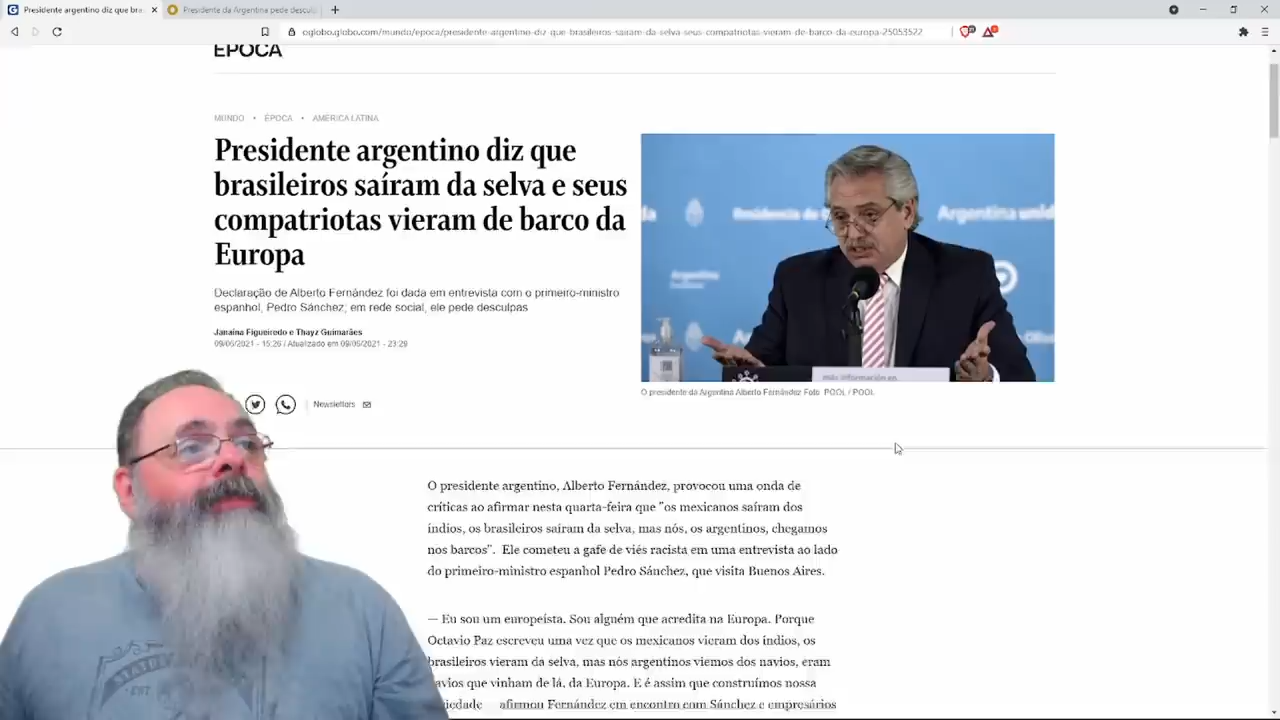 Presidente argentino diz que bra
Presidente da Argentina pede descul
oglobo.globo.com/mundo/epoca/presidente-argentino-diz-que-brasileiros-sairam-da-selva-seus-compatriotas-vieram-de-barco-da-europa-25053522
ÉPOCA
MUNDO • ÉPOCA • AMÉRICA LATINA
Presidente argentino diz que
brasileiros saíram da selva e seus
compatriotas vieram de barco da
Europa
Declaração de Alberto Fernández foi dada em entrevista com o primeiro-ministro
espanhol, Pedro Sánchez; em rede social, ele pede desculpas
Janaína Figueiredo e Thayz Guimarães
09/06/2021 - 15:26 / Atualizado em 09/06/2021 - 23:29
Newsletters
Residencia de
Argentina unid
Argentina
más información en
O presidente da Argentina Alberto Fernández Foto: POOL / POOL
O presidente argentino, Alberto Fernández, provocou uma onda de
críticas ao afirmar nesta quarta-feira que "os mexicanos saíram dos
índios, os brasileiros saíram da selva, mas nós, os argentinos, chegamos
nos barcos". Ele cometeu a gafe de viés racista em uma entrevista ao lado
do primeiro-ministro espanhol Pedro Sánchez, que visita Buenos Aires.
— Eu sou um europeísta. Sou alguém que acredita na Europa. Porque
Octavio Paz escreveu uma vez que os mexicanos vieram dos índios, os
brasileiros vieram da selva, mas nós argentinos viemos dos navios, eram
navios que vinham de lá, da Europa. E é assim que construímos nossa
iedade afirmou Fernández em encontro com Sánchez e empresários